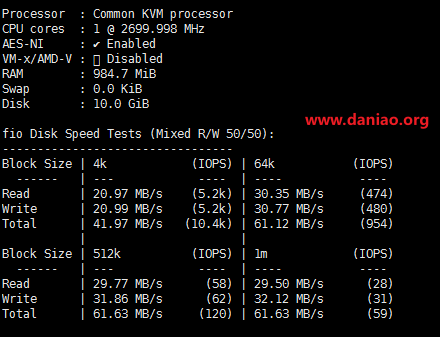 Processor  : Common KVM processor
CPU cores  : 1 @ 2699.998 MHz
AES-NI     : ✔ Enabled
VM-x/AMD-V : Disabled
RAM        : 984.7 MiB
Swap       : 0.0 KiB
Disk       : 10.0 GiB
www.daniao.org
fio Disk Speed Tests (Mixed R/W 50/50):
---------------------------------
Block Size | 4k            (IOPS) | 64k           (IOPS)
  ------   | ---            ----  | ----           ----
Read       | 20.97 MB/s    (5.2k) | 30.35 MB/s     (474)
Write      | 20.99 MB/s    (5.2k) | 30.77 MB/s     (480)
Total      | 41.97 MB/s   (10.4k) | 61.12 MB/s     (954)
           |                      |
Block Size | 512k          (IOPS) | 1m            (IOPS)
  ------   | ---            ----  | ----           ----
Read       | 29.77 MB/s      (58) | 29.50 MB/s      (28)
Write      | 31.86 MB/s      (62) | 32.12 MB/s      (31)
Total      | 61.63 MB/s     (120) | 61.63 MB/s      (59)